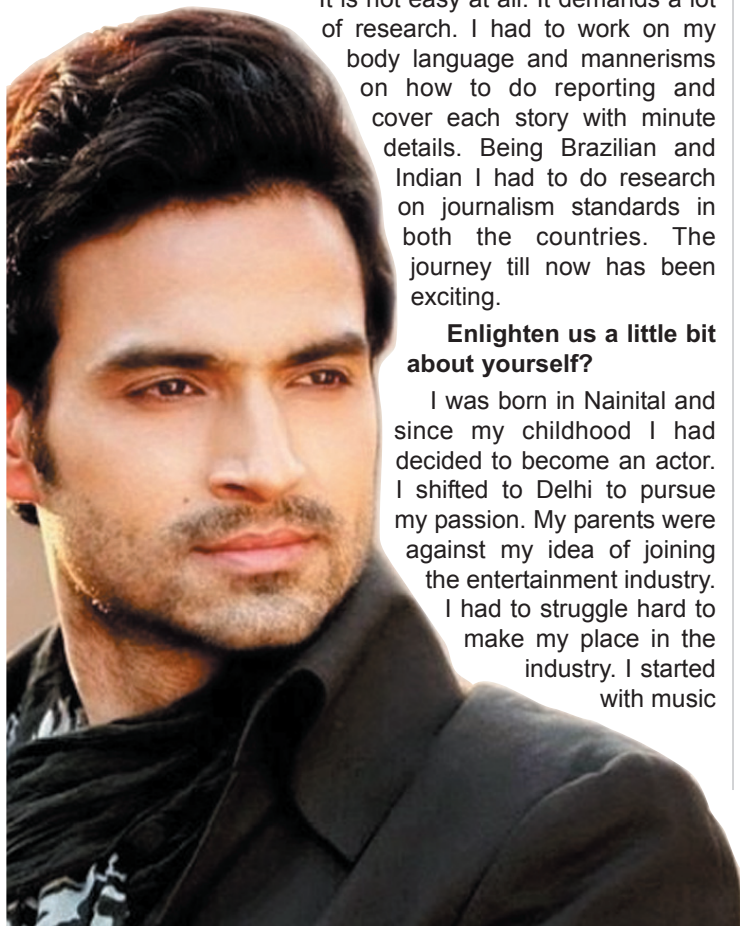 It is not easy at all. It demands a lot
of research. I had to work on my
body language and mannerisms
on how to do reporting and
cover each story with minute
details. Being Brazilian and
Indian I had to do research
on journalism standards in
both the countries. The
journey till now has been
exciting.
Enlighten us a little bit
about yourself?
I was born in Nainital and
since my childhood I had
decided to become an actor.
I shifted to Delhi to pursue
my passion. My parents were
against my idea of joining
the entertainment industry.
I had to struggle hard to
make my place in the
industry. I started
with music